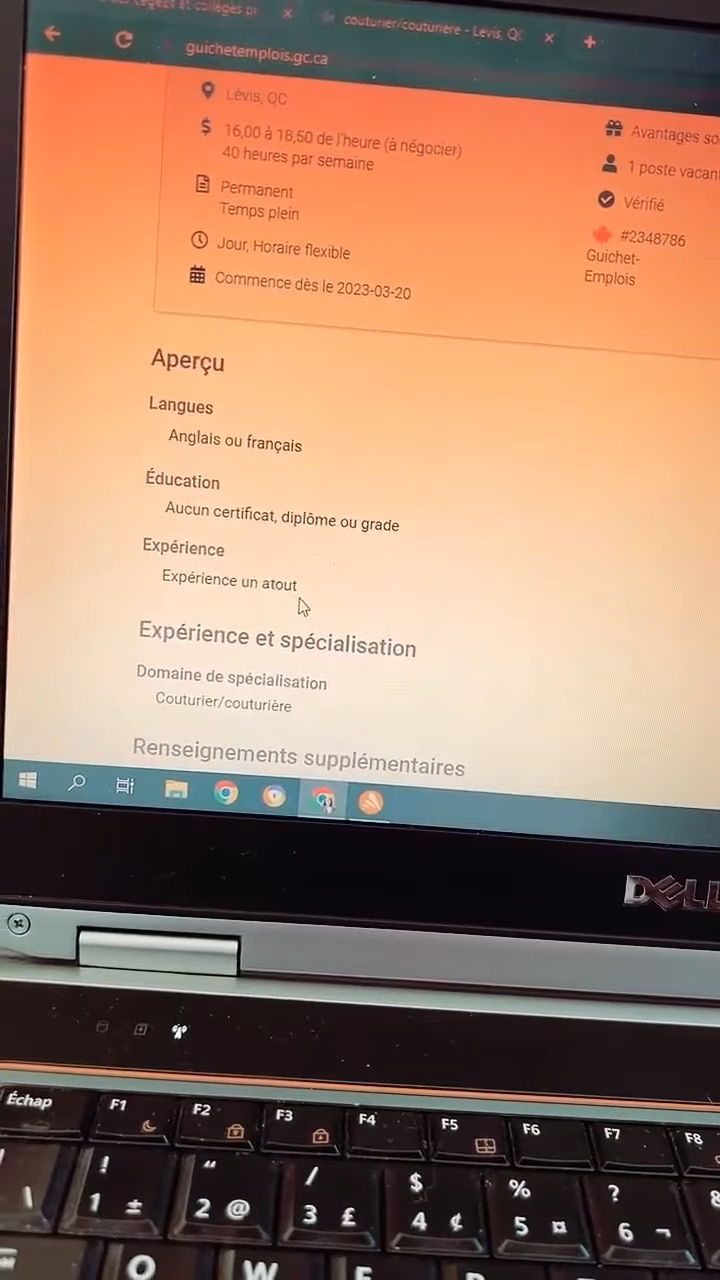 couturier/couturière - Lévis, QC
guichetemplois.gc.ca
Lévis, QC
16,00 à 18,50 de l'heure (à négocier)
40 heures par semaine
Permanent
Temps plein
Jour, Horaire flexible
Commence dès le 2023-03-20
Avantages so
1 poste vacan
Vérifié
#2348786
Guichet-
Emplois
Aperçu
Langues
Anglais ou français
Éducation
Aucun certificat, diplôme ou grade
Expérience
Expérience un atout
Expérience et spécialisation
Domaine de spécialisation
Couturier/couturière
Renseignements supplémentaires
DELL
Échap F1 F2 F3 F4 F5 F6 F7 F8
! " / $ % ?
\ 1 ± 2 @ 3 £ 4 ¢ 5 ¤ 6 ¬ 8
Q W E